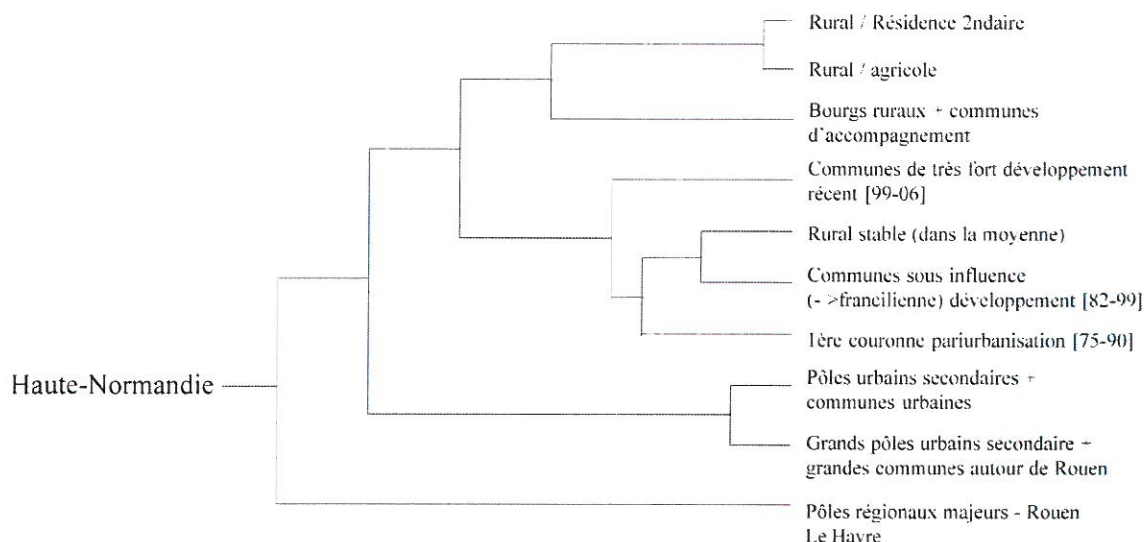 Rural / Résidence 2ndaire
Rural / agricole
Bourgs ruraux + communes
d'accompagnement
Communes de très fort développement
récent [99-06]
Rural stable (dans la moyenne)
Communes sous influence
(- >francilienne) développement [82-99]
1ère couronne pariurbanisation [75-90]
Haute-Normandie
Pôles urbains secondaires +
communes urbaines
Grands pôles urbains secondaire +
grandes communes autour de Rouen
Pôles régionaux majeurs - Rouen
Le Havre